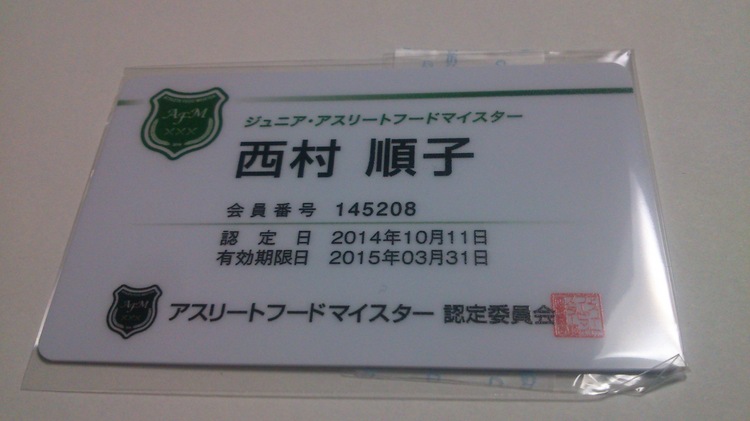 AFM
ジュニア・アスリートフードマイスター
西村 順子
会員番号 145208
認定日 2014年10月11日
有効期限日 2015年03月31日
AFM
アスリートフードマイスター 認定委員会